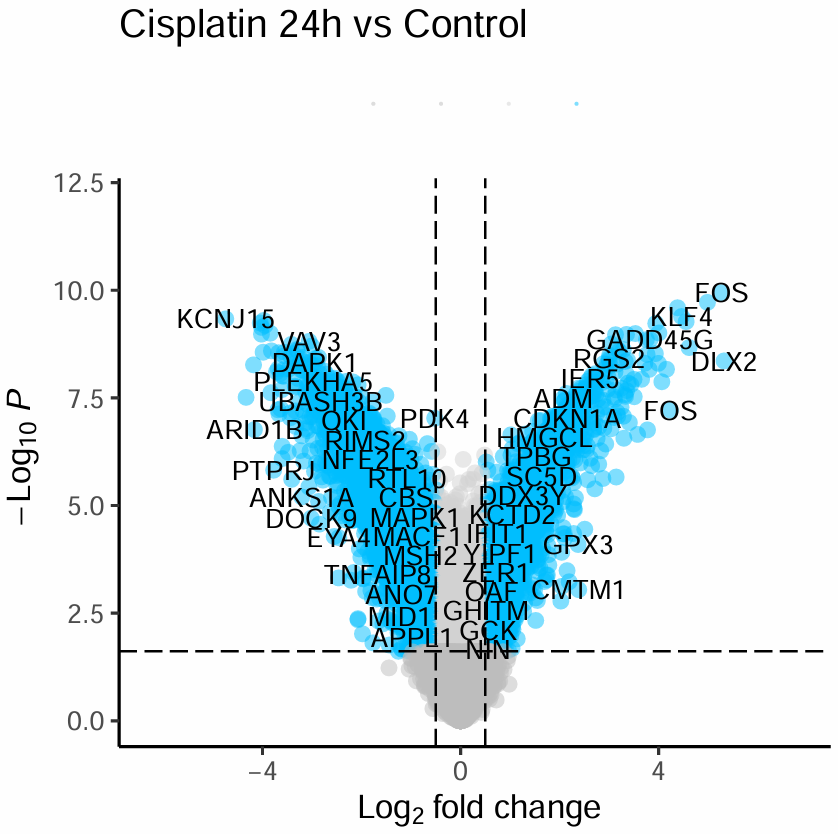 Cisplatin 24h vs Control
12.5
10.0
7.5
5.0
2.5
0.0
−Log10 P
FOS
KCNJ15
KLF4
VAV3
GADD45G
DAPK1
RGS2
DLX2
PLEKHA5
IER5
UBASH3B
ADM
PDK4
CDKN1A
FOS
QKI
ARID1B
RIMS2
HMGCL
NFE2L3
TPBG
PTPRJ
RTL10
SC5D
ANKS1A
CBS
DDX3Y
DOCK9
MAPK1
KCTD2
EYA4
MACF1
IFIT1
GPX3
MSH2
YIPF1
TNFAIP8
ZER1
ANO7
OAF
CMTM1
MID1
GHITM
APPL1
GCK
NIN
−4
0
4
Log2 fold change